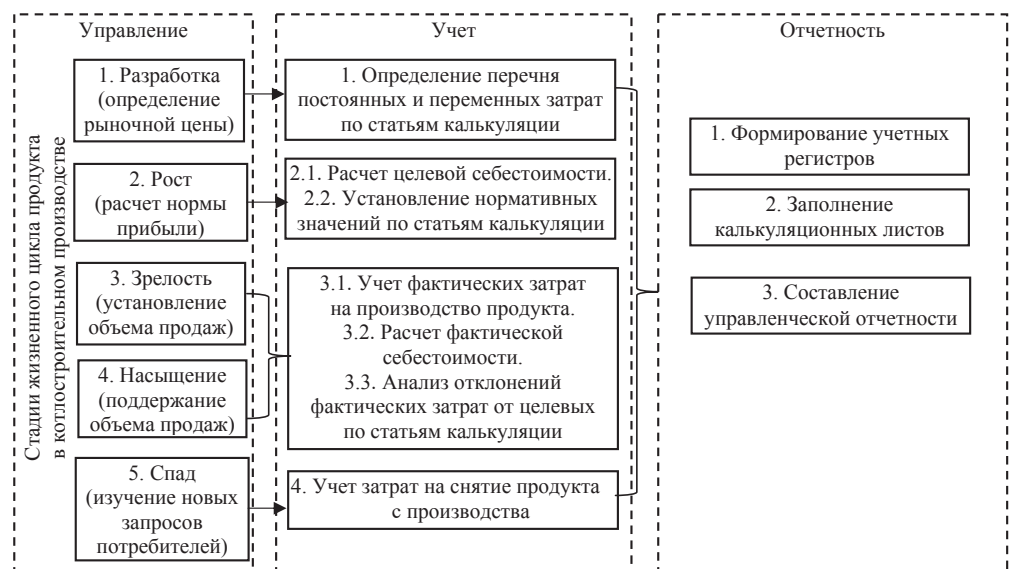 Управление
Стадии жизненного цикла продукта
в котлостроительном производстве
1. Разработка
(определение
рыночной цены)
2. Рост
(расчет нормы
прибыли)
3. Зрелость
(установление
объема продаж)
4. Насыщение
(поддержание
объема продаж)
5. Спад
(изучение новых
запросов
потребителей)
Учет
1. Определение перечня
постоянных и переменных затрат
по статьям калькуляции
2.1. Расчет целевой себестоимости.
2.2. Установление нормативных
значений по статьям калькуляции
3.1. Учет фактических затрат
на производство продукта.
3.2. Расчет фактической
себестоимости.
3.3. Анализ отклонений
фактических затрат от целевых
по статьям калькуляции
4. Учет затрат на снятие продукта
с производства
Отчетность
1. Формирование учетных
регистров
2. Заполнение
калькуляционных листов
3. Составление
управленческой отчетности